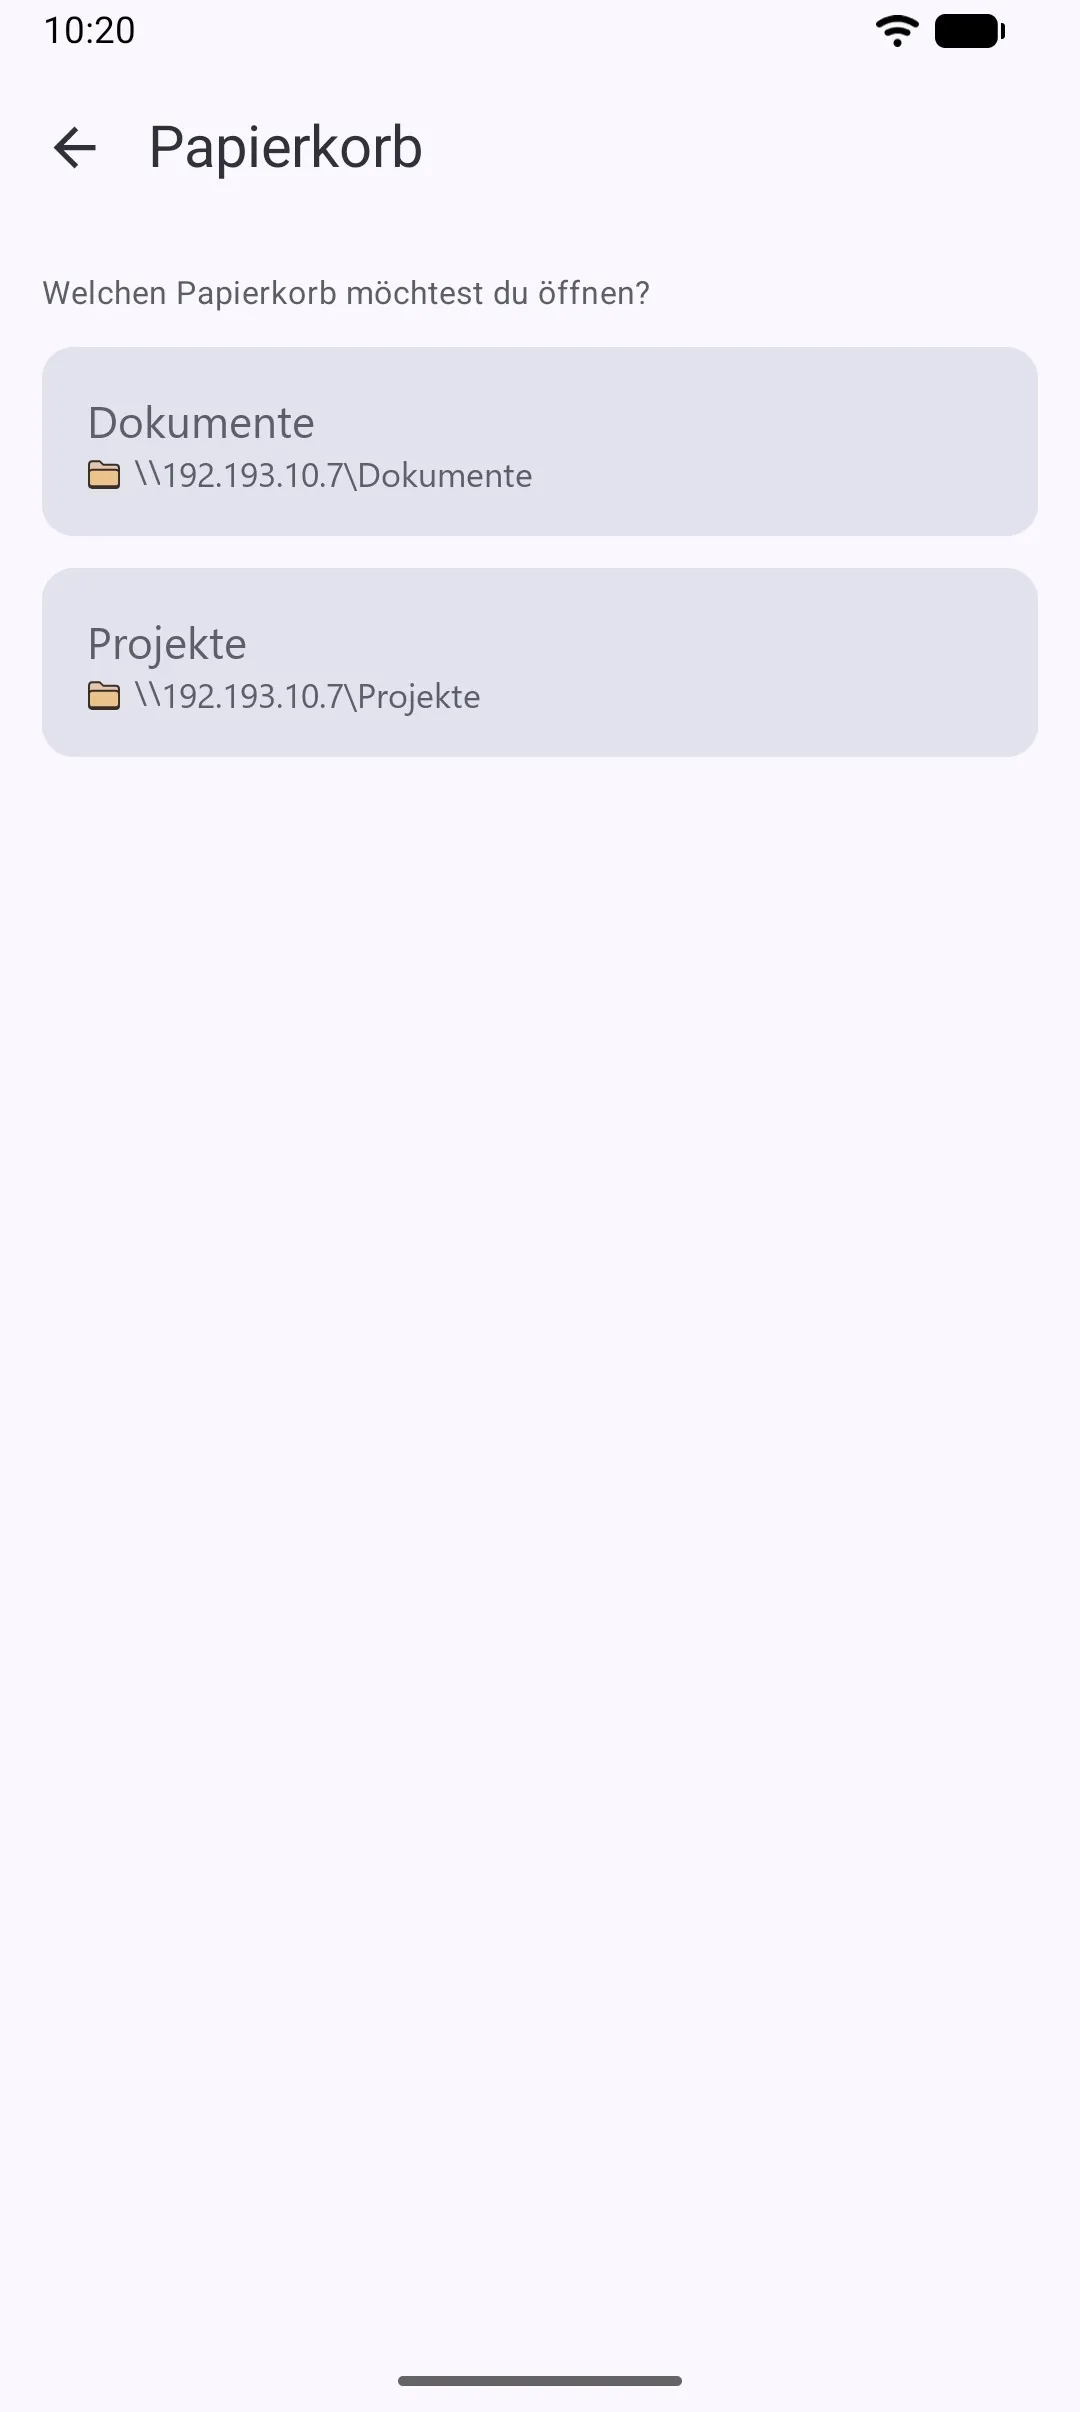 10:20
Papierkorb
Welchen Papierkorb möchtest du öffnen?
Dokumente
\\192.193.10.7\Dokumente
Projekte
\\192.193.10.7\Projekte